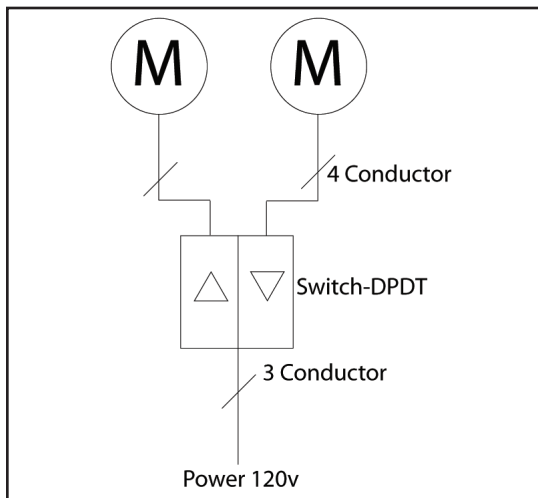 M M
4 Conductor
Switch-DPDT
3 Conductor
Power 120v